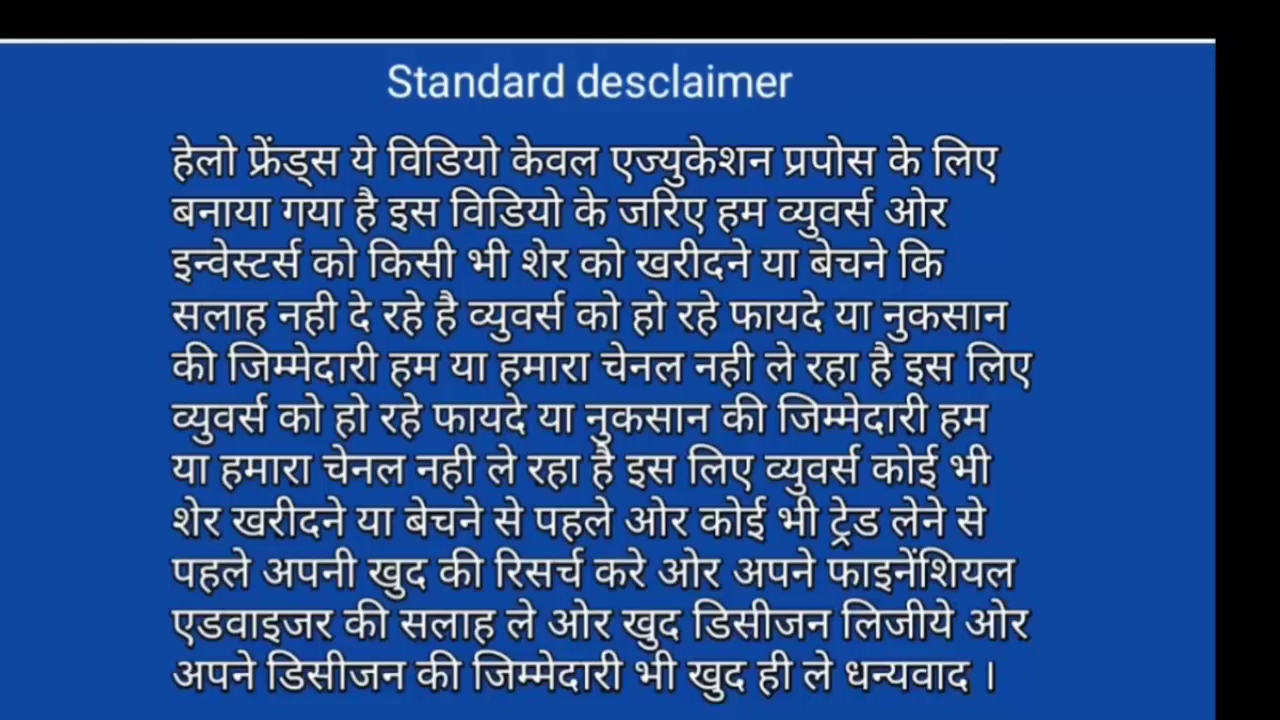 Standard desclaimer
हेलो फ्रेंड्स ये विडियो केवल एज्युकेशन प्रपोस के लिए
बनाया गया है इस विडियो के जरिए हम व्युवर्स ओर
इन्वेस्टर्स को किसी भी शेर को खरीदने या बेचने कि
सलाह नही दे रहे है व्युवर्स को हो रहे फायदे या नुकसान
की जिम्मेदारी हम या हमारा चेनल नही ले रहा है इस लिए
व्युवर्स को हो रहे फायदे या नुकसान की जिम्मेदारी हम
या हमारा चेनल नही ले रहा है इस लिए व्युवर्स कोई भी
शेर खरीदने या बेचने से पहले ओर कोई भी ट्रेड लेने से
पहले अपनी खुद की रिसर्च करे ओर अपने फाइनेंशियल
एडवाइजर की सलाह ले ओर खुद डिसीजन लिजीये ओर
अपने डिसीजन की जिम्मेदारी भी खुद ही ले धन्यवाद ।